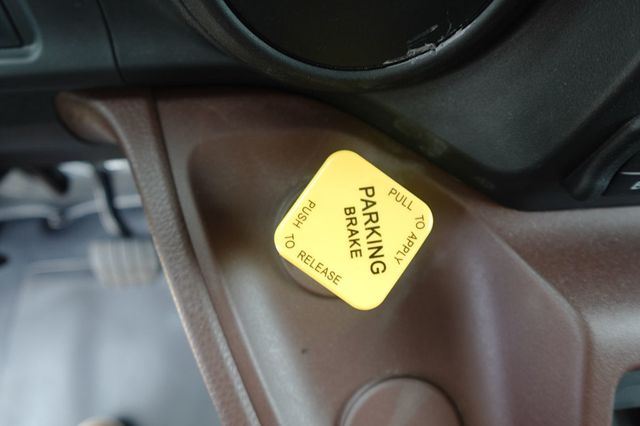 PULL TO APPLY
PARKING
BRAKE
PUSH TO RELEASE